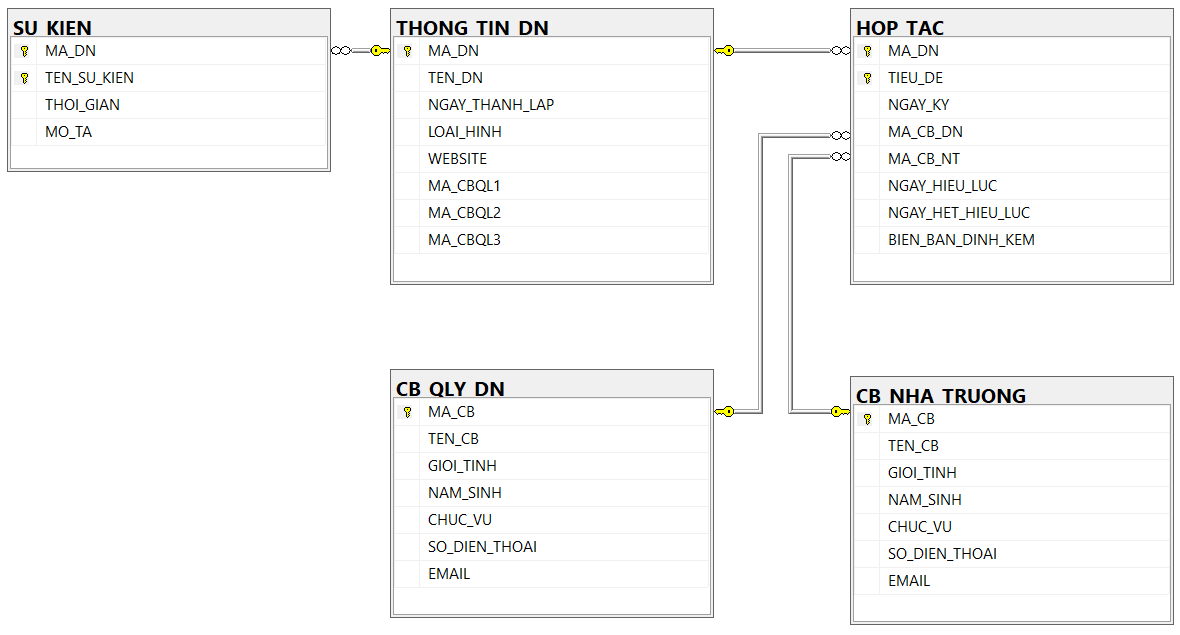 SU_KIEN
MA_DN
TEN_SU_KIEN
THOI_GIAN
MO_TA
THONG_TIN_DN
MA_DN
TEN_DN
NGAY_THANH_LAP
LOAI_HINH
WEBSITE
MA_CBQL1
MA_CBQL2
MA_CBQL3
HOP_TAC
MA_DN
TIEU_DE
NGAY_KY
MA_CB_DN
MA_CB_NT
NGAY_HIEU_LUC
NGAY_HET_HIEU_LUC
BIEN_BAN_DINH_KEM
CB_QLY_DN
MA_CB
TEN_CB
GIOI_TINH
NAM_SINH
CHUC_VU
SO_DIEN_THOAI
EMAIL
CB_NHA_TRUONG
MA_CB
TEN_CB
GIOI_TINH
NAM_SINH
CHUC_VU
SO_DIEN_THOAI
EMAIL